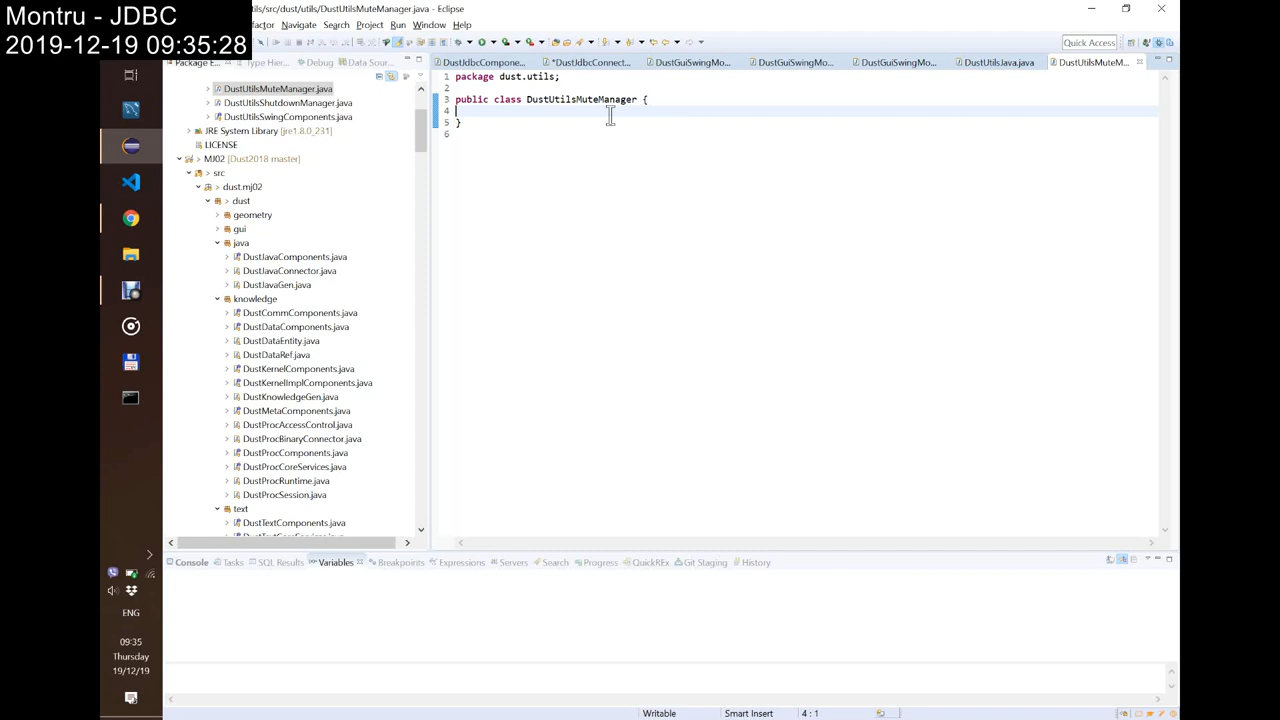 Montru - JDBC
2019-12-19 09:35:28
ls/src/dust/utils/DustUtilsMuteManager.java - Eclipse
efactor Navigate Search Project Run Window Help
Quick Access
Package E... Type Hier... Debug Data Sour...
DustJdbcCompone... *DustJdbcConnect... DustGuiSwingMo... DustGuiSwingMo... DustGuiSwingMo... DustUtilsJava.java DustUtilsMuteM...
DustUtilsMuteManager.java
DustUtilsShutdownManager.java
DustUtilsSwingComponents.java
JRE System Library [jre1.8.0_231]
LICENSE
> MJ02 [Dust2018 master]
> src
> dust.mj02
> dust
geometry
gui
java
DustJavaComponents.java
DustJavaConnector.java
DustJavaGen.java
knowledge
DustCommComponents.java
DustDataComponents.java
DustDataEntity.java
DustDataRef.java
DustKernelComponents.java
DustKernelImplComponents.java
DustKnowledgeGen.java
DustMetaComponents.java
DustProcAccessControl.java
DustProcBinaryConnector.java
DustProcComponents.java
DustProcCoreServices.java
DustProcRuntime.java
DustProcSession.java
text
DustTextComponents.java
1 package dust.utils;
2
3 public class DustUtilsMuteManager {
4
5 }
6
Console Tasks SQL Results Variables Breakpoints Expressions Servers Search Progress QuickREx Git Staging History
ENG
09:35
Thursday
19/12/19
Writable Smart Insert 4 : 1